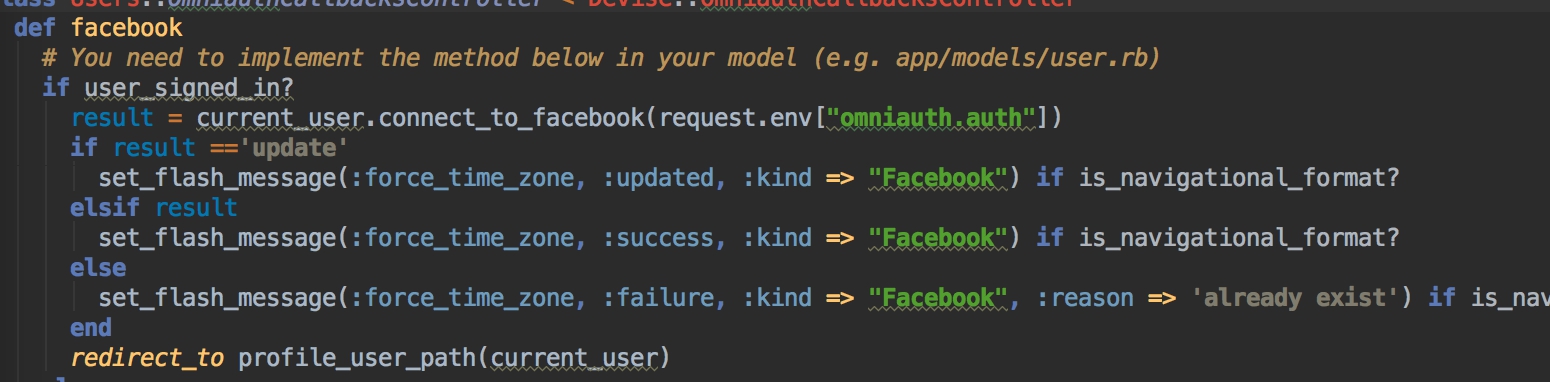 def facebook
# You need to implement the method below in your model (e.g. app/models/user.rb)
if user_signed_in?
result = current_user.connect_to_facebook(request.env["omniauth.auth"])
if result =='update'
set_flash_message(:force_time_zone, :updated, :kind => "Facebook") if is_navigational_format?
elsif result
set_flash_message(:force_time_zone, :success, :kind => "Facebook") if is_navigational_format?
else
set_flash_message(:force_time_zone, :failure, :kind => "Facebook", :reason => 'already exist') if is_nav
end
redirect_to profile_user_path(current_user)